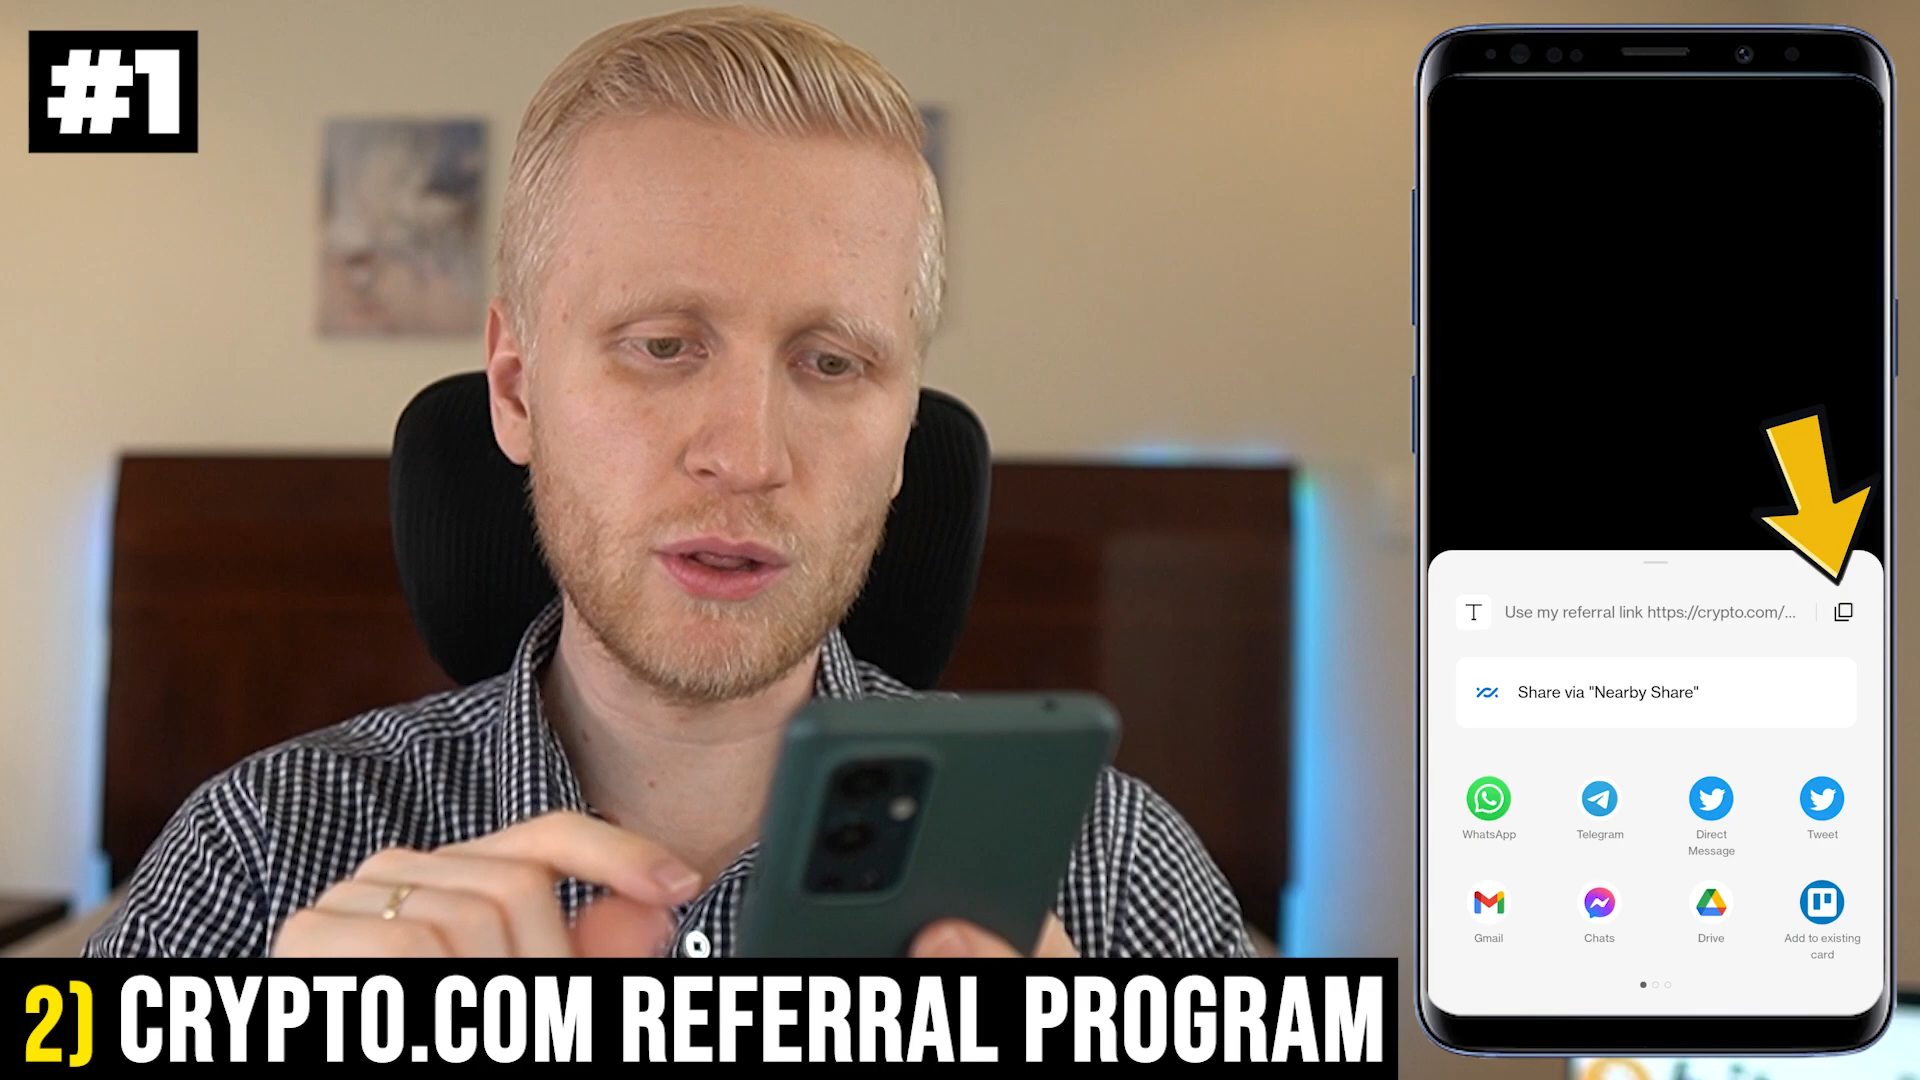 #1
Use my referral link https://crypto.com/...
Share via "Nearby Share"
WhatsApp
Telegram
Direct
Message
Tweet
Gmail
Chats
Drive
Add to existing
card
2) CRYPTO.COM REFERRAL PROGRAM